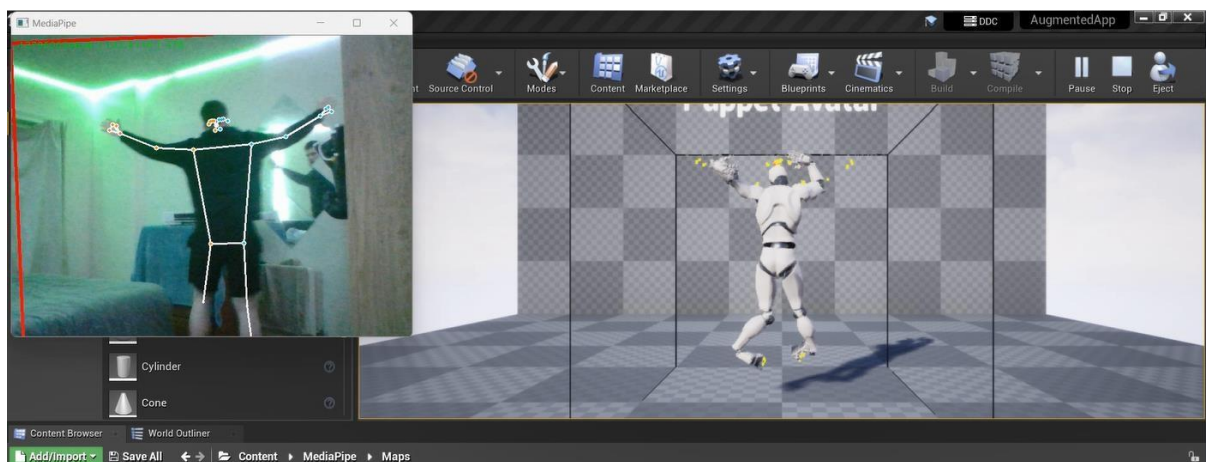 MediaPipe
DDC
AugmentedApp
Source Control
Modes
Content
Marketplace
Settings
Blueprints
Cinematics
Build
Compile
Pause
Stop
Eject
Puppet Avatar
Cylinder
Cone
Content Browser
World Outliner
Add/Import
Save All
Content
MediaPipe
Maps